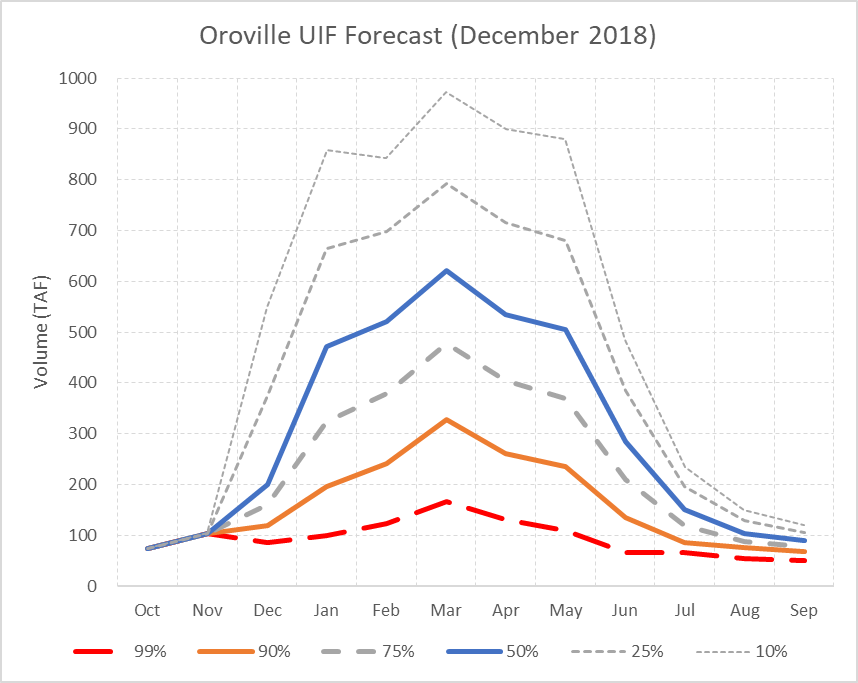 Oroville UIF Forecast (December 2018)
Volume (TAF)
1000
900
800
700
600
500
400
300
200
100
0
Oct Nov Dec Jan Feb Mar Apr May Jun Jul Aug Sep
99% 90% 75% 50% 25% 10%